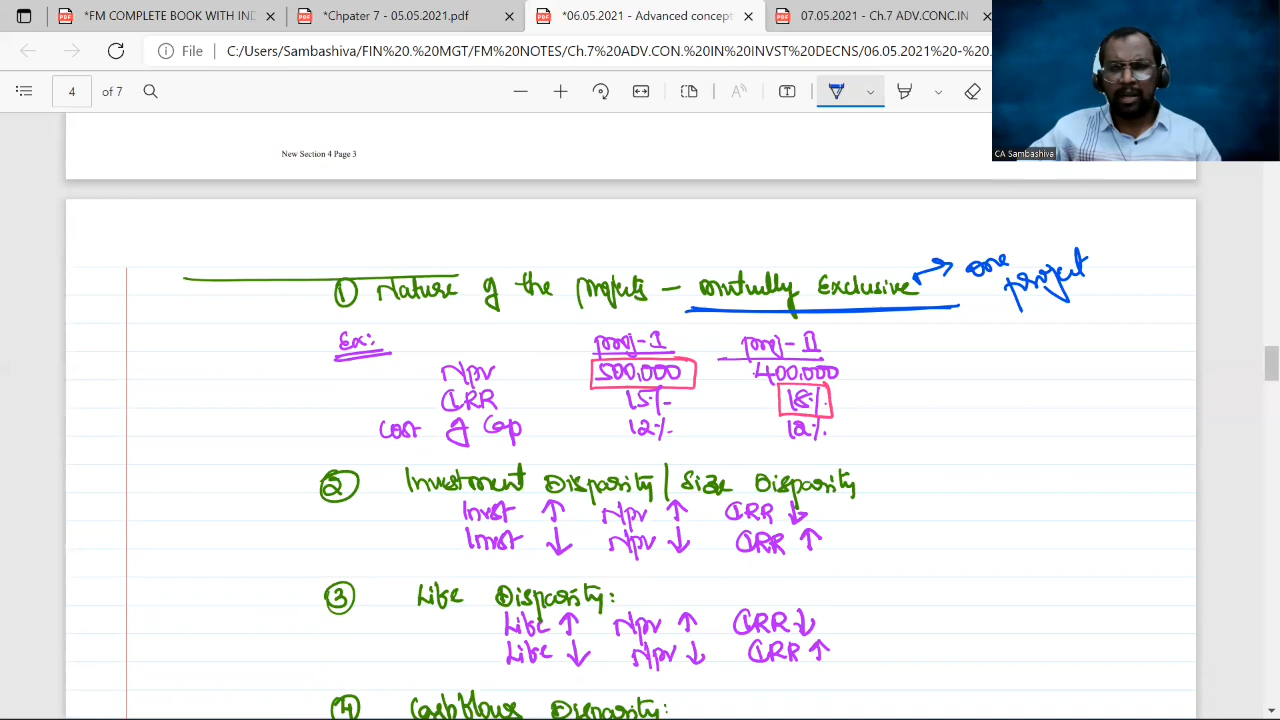 *FM COMPLETE BOOK WITH IND
*Chpater 7 - 05.05.2021.pdf
*06.05.2021 - Advanced concept
07.05.2021 - Ch.7 ADV.CONC.IN
File
C:/Users/Sambashiva/FIN%20.%20MGT/FM%20NOTES/Ch.7%20ADV.CON.%20IN%20INVST%20DECNS/06.05.2021%20-%20.
4 of 7
CA Sambashiva
New Section 4 Page 3
① Nature of the projects – mutually Exclusive
one project
Ex: proj-I proj-II
NPV 500,000 400,000
IRR 15% 18%
Cost of Cap 12% 12%
② Investment Disparity | Size Disparity
Invst ↑ NPV ↑ IRR ↓
Invst ↓ NPV ↓ IRR ↑
③ Life Disparity:
Life ↑ NPV ↑ IRR ↓
Life ↓ NPV ↓ IRR ↑
④ Cashflows Disparity: